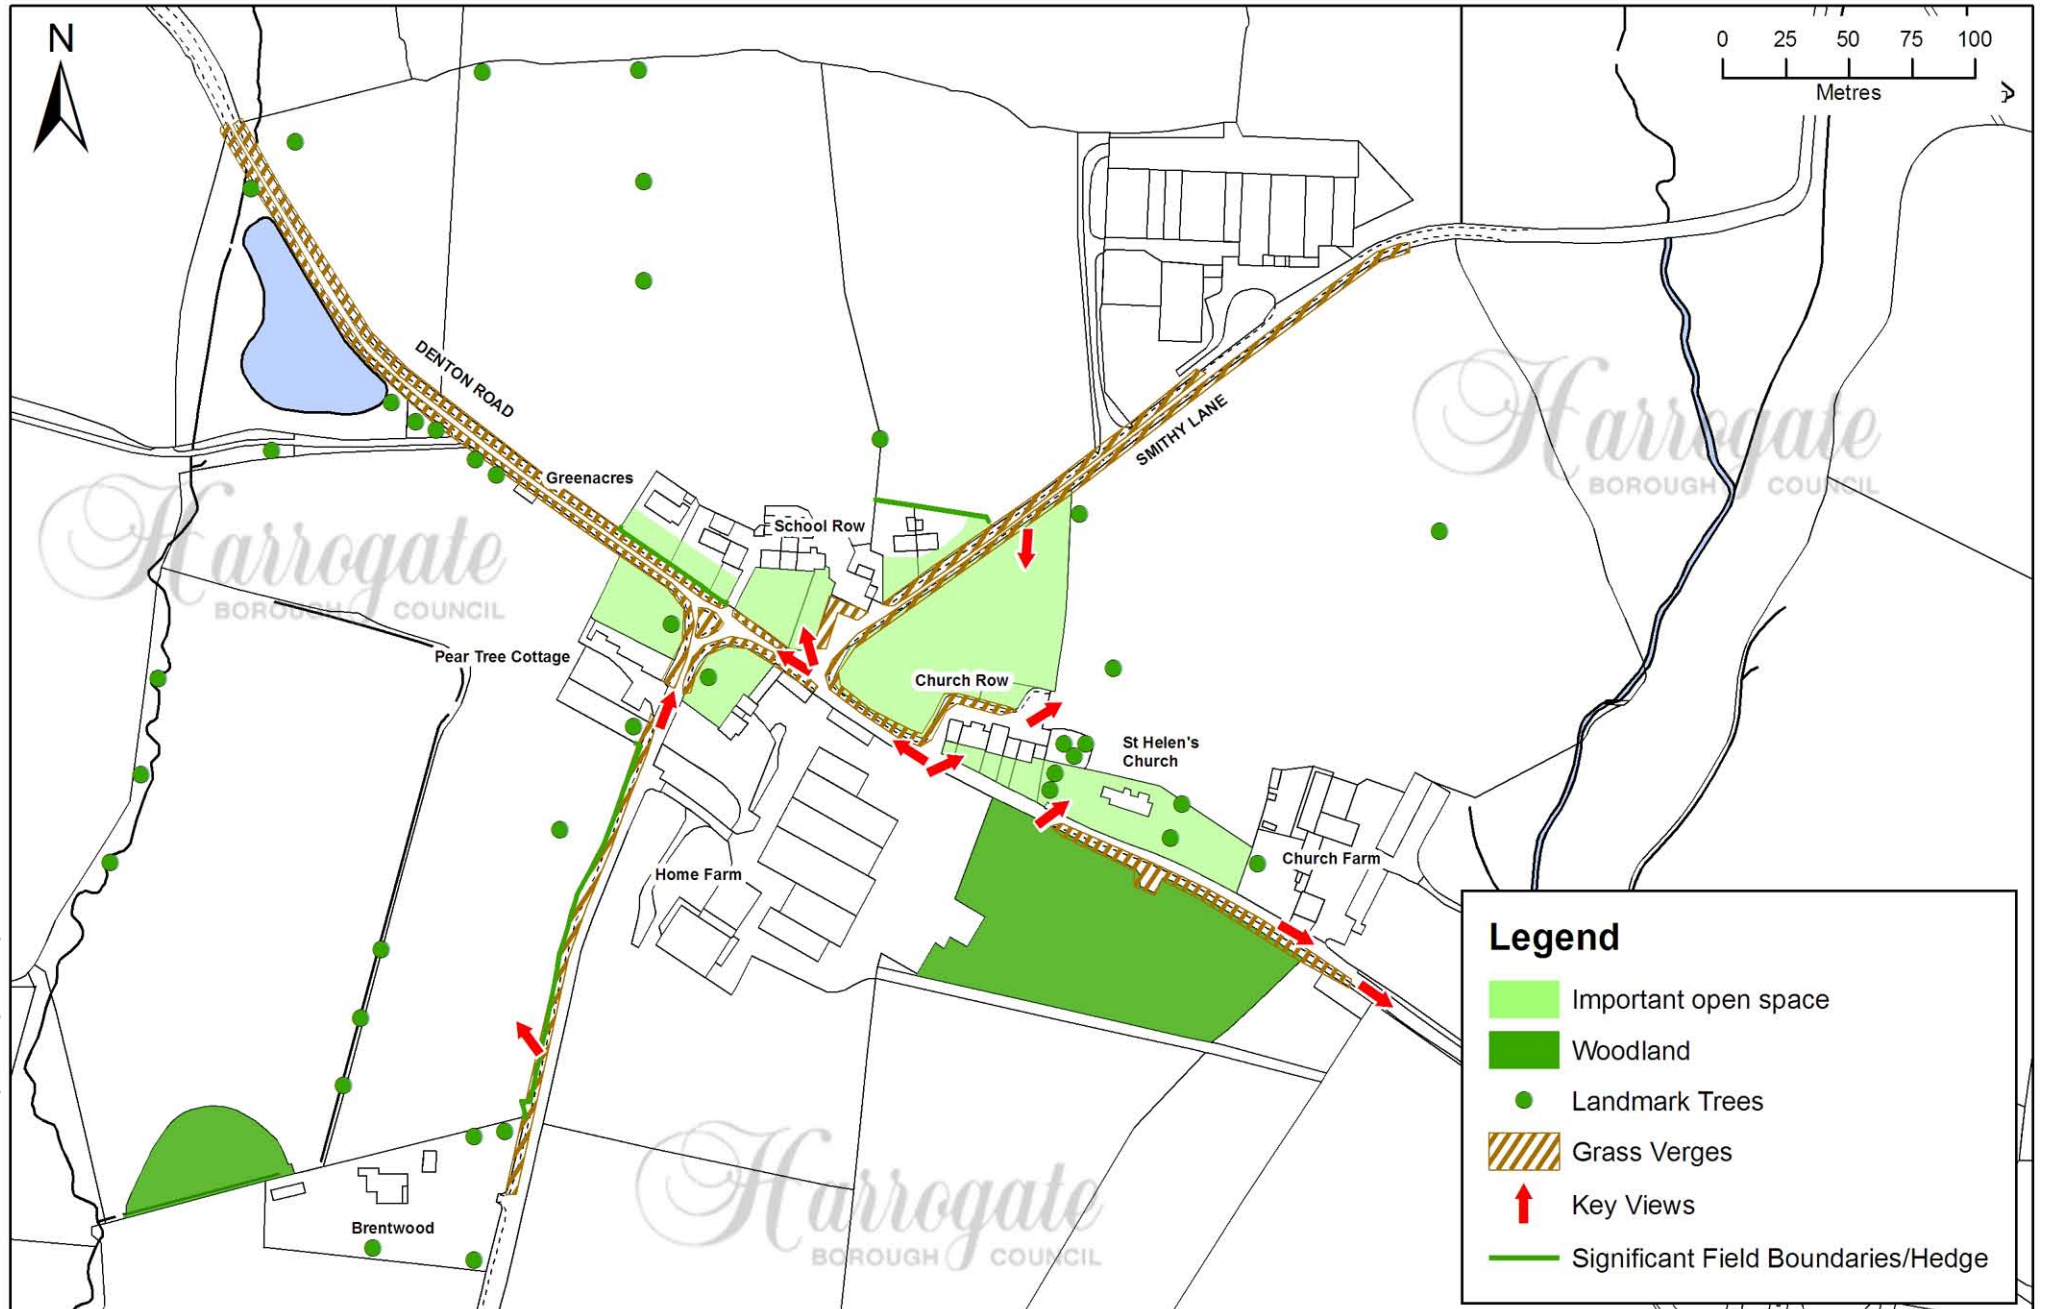 N
0 25 50 75 100
Metres
DENTON ROAD
SMITHY LANE
Harrogate
BOROUGH COUNCIL
Harrogate
BOROUGH COUNCIL
Greenacres
School Row
Pear Tree Cottage
Church Row
St Helen's
Church
Church Farm
Home Farm
Brentwood
Harrogate
BOROUGH COUNCIL
Legend
Important open space
Woodland
Landmark Trees
Grass Verges
Key Views
Significant Field Boundaries/Hedge